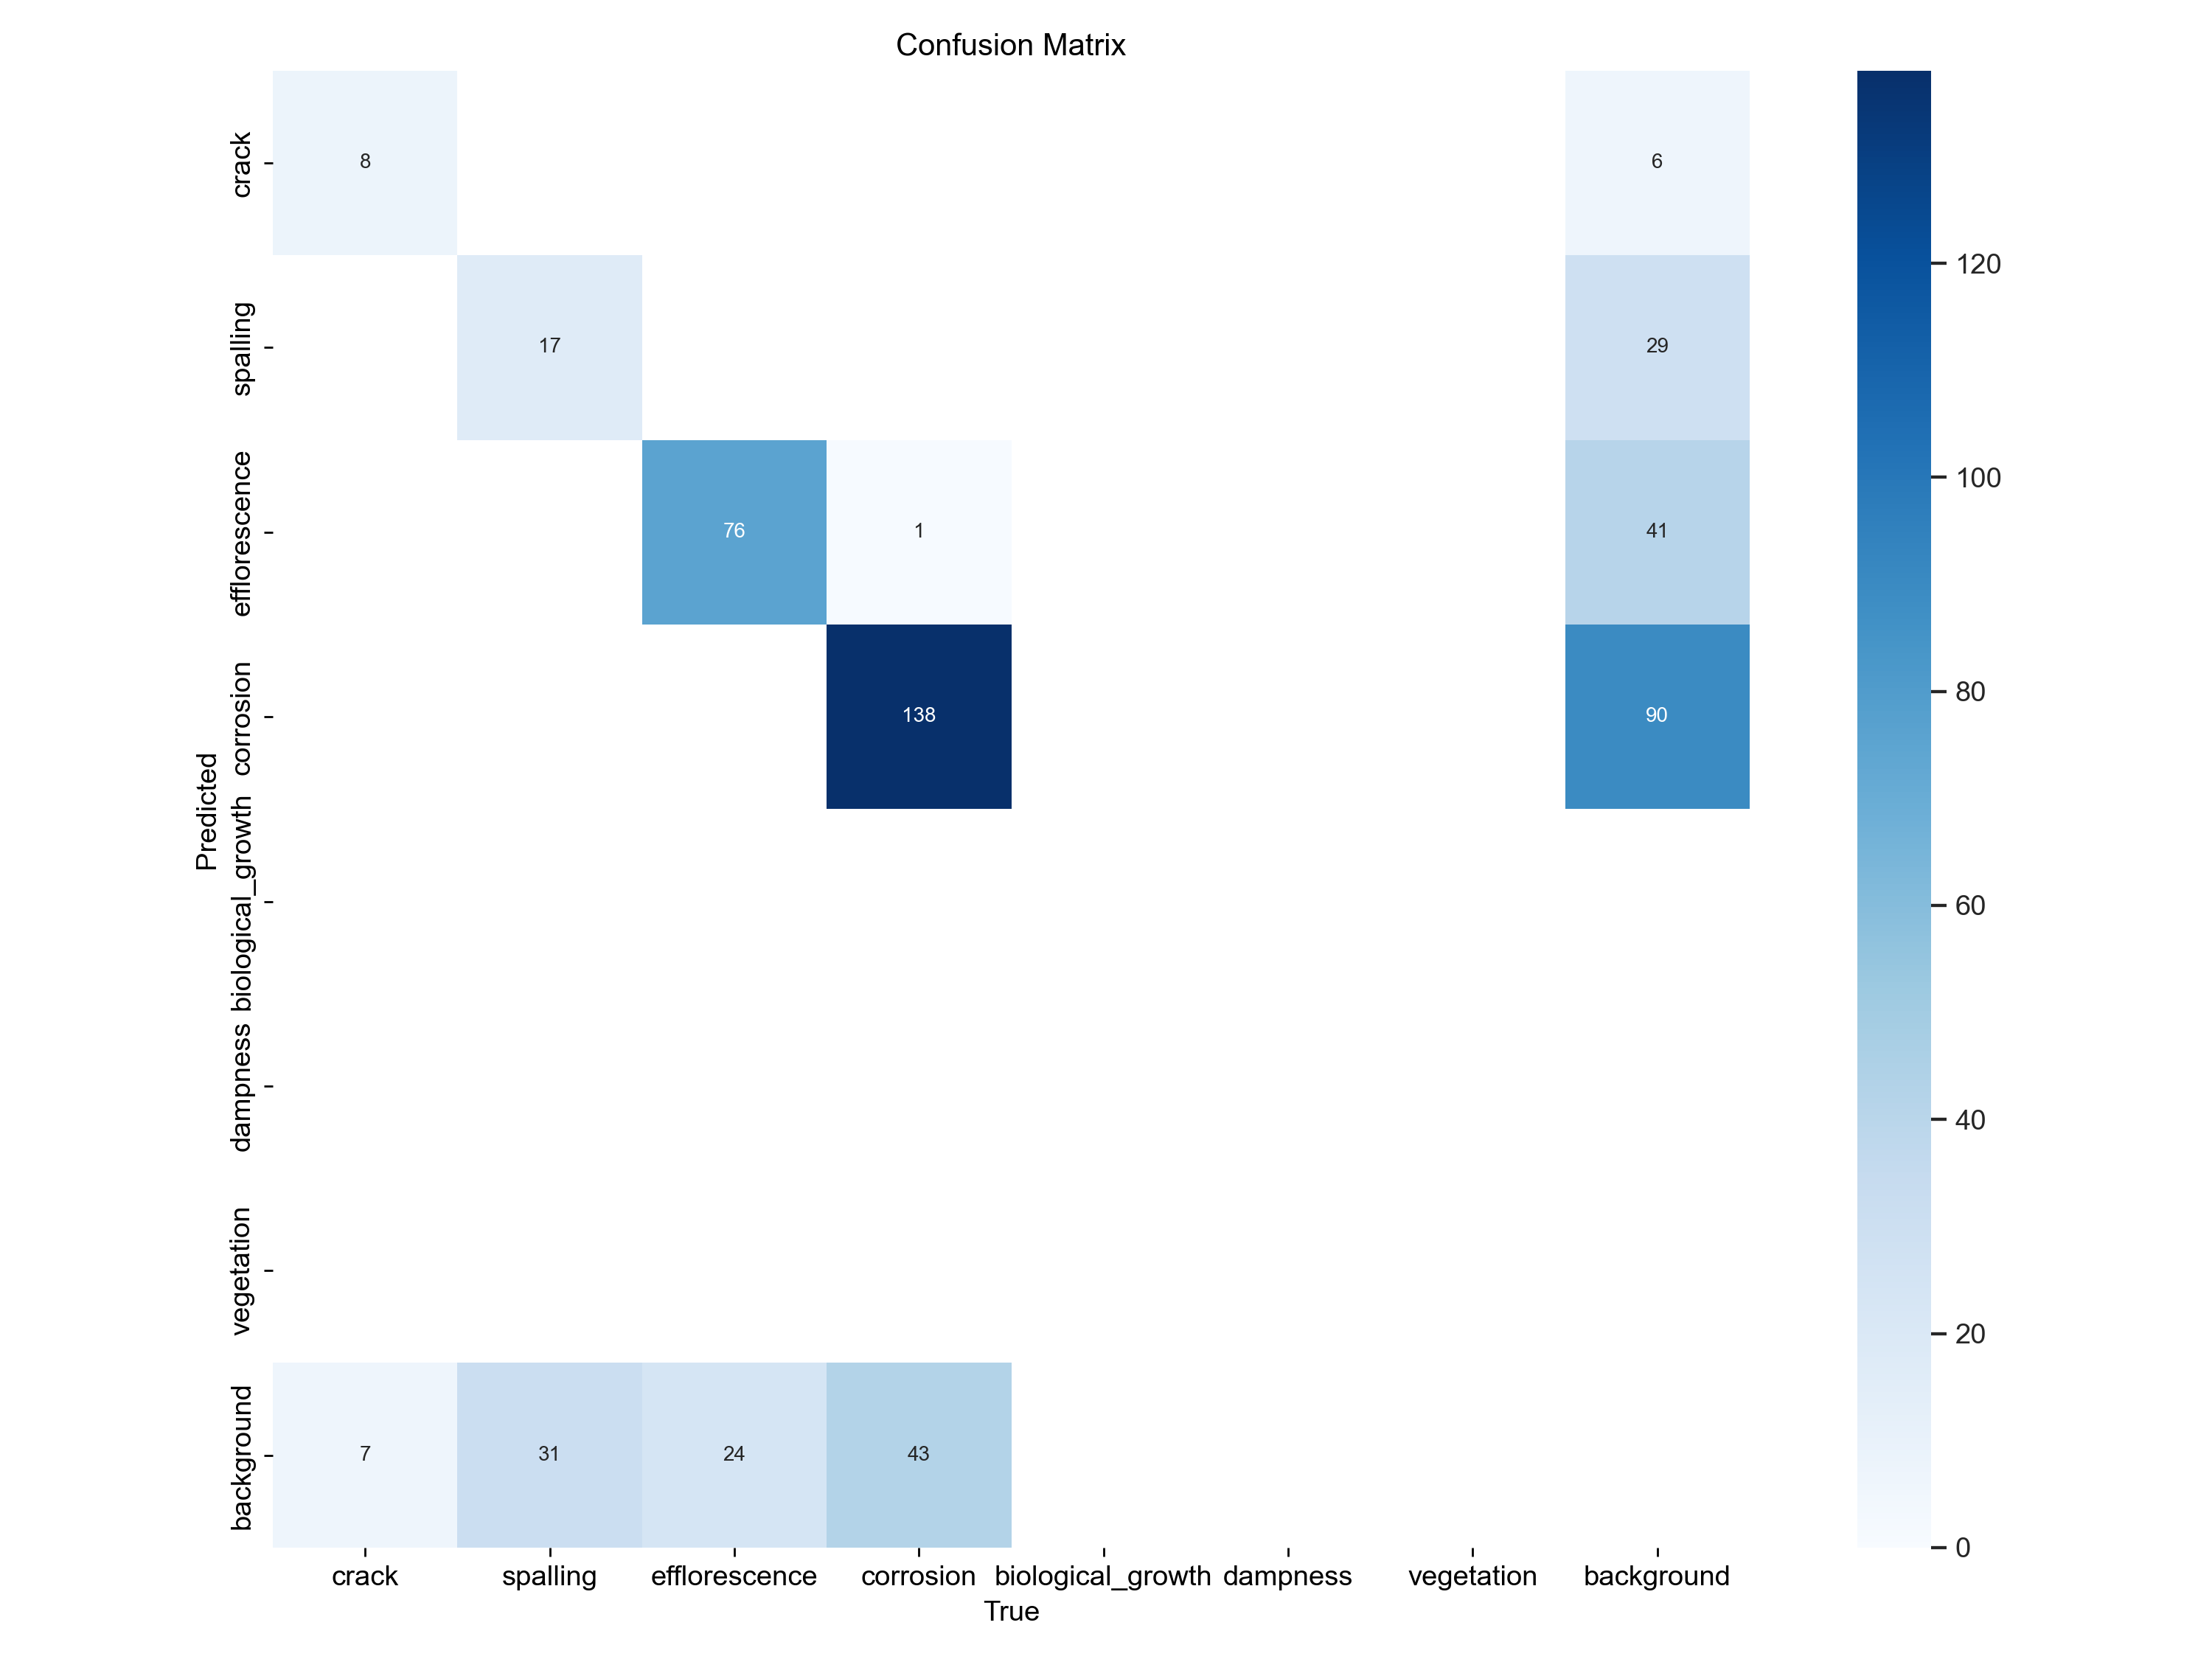 Confusion Matrix
crack
8
6
spalling
17
29
120
efflorescence
76
1
41
100
corrosion
138
90
80
Predicted
biological_growth
60
dampness
40
vegetation
20
background
7
31
24
43
0
crack spalling efflorescence corrosion biological_growth dampness vegetation background
True